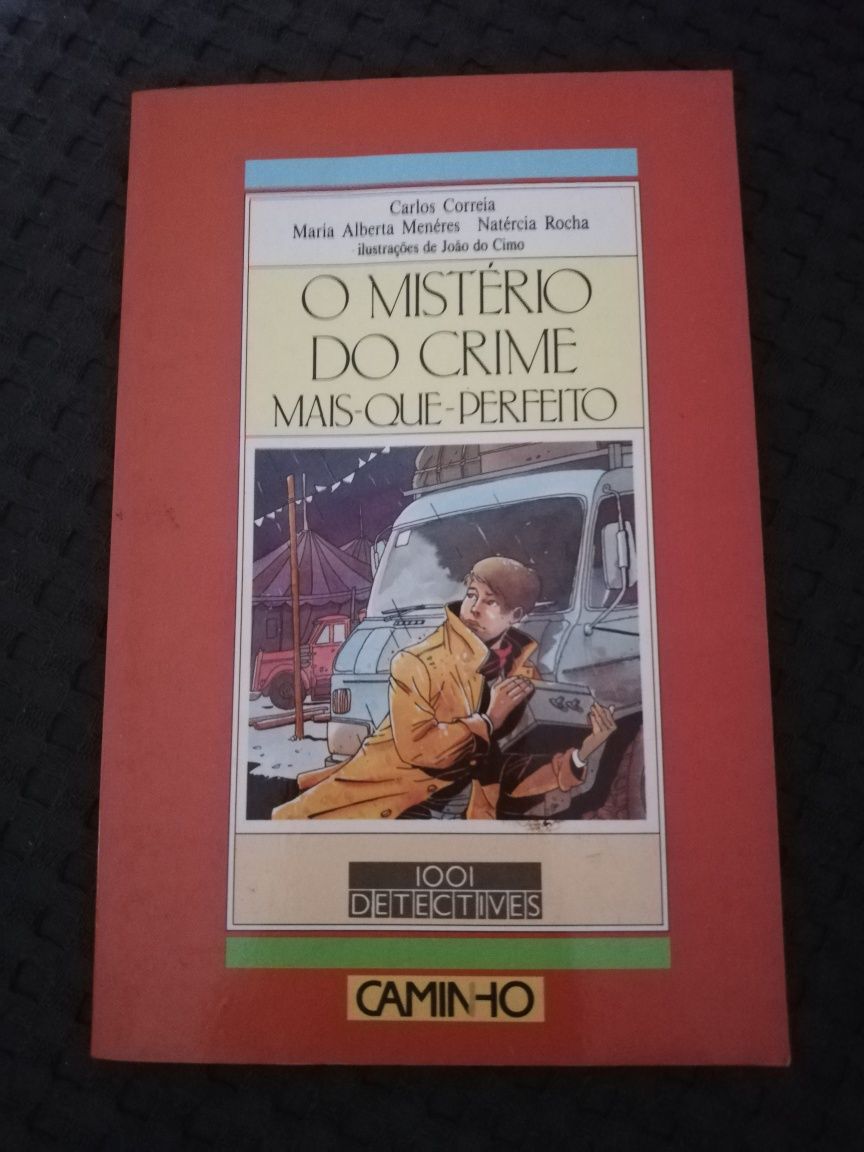 Carlos Correia
Maria Alberta Menéres Natércia Rocha
ilustrações de João do Cimo
O MISTÉRIO
DO CRIME
MAIS-QUE-PERFEITO
1001
DETECTIVES
CAMINHO